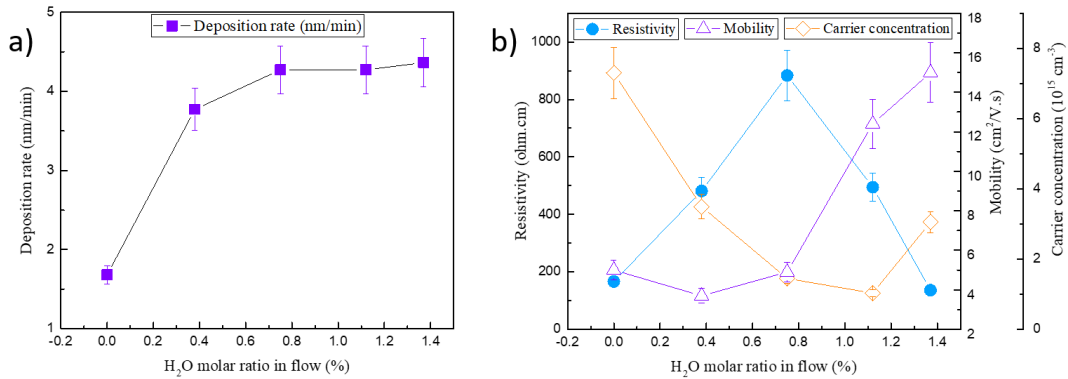 a)
Deposition rate (nm/min)
Deposition rate (nm/min)
5
4
3
2
1
-0.2 0.0 0.2 0.4 0.6 0.8 1.0 1.2 1.4
H₂O molar ratio in flow (%)
b)
Resistivity Mobility Carrier concentration
Resistivity (ohm.cm)
1000
800
600
400
200
0
-0.2 0.0 0.2 0.4 0.6 0.8 1.0 1.2 1.4
H₂O molar ratio in flow (%)
Mobility (cm²/V.s)
18
16
14
12
10
8
6
4
2
Carrier concentration (10¹⁵ cm⁻³)
8
6
4
2
0